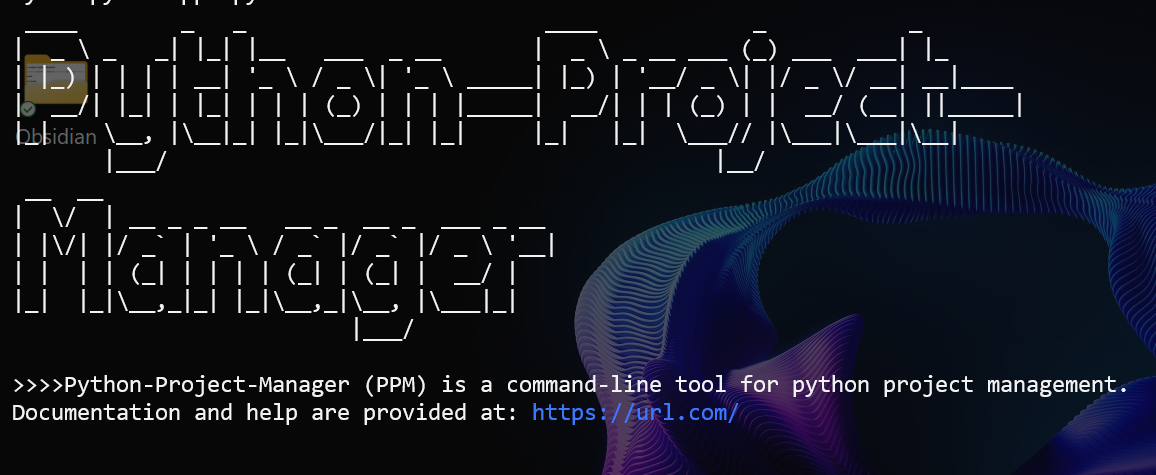 Python-Project-
Obsidian
Manager
>>>>Python-Project-Manager (PPM) is a command-line tool for python project management.
Documentation and help are provided at: https://url.com/